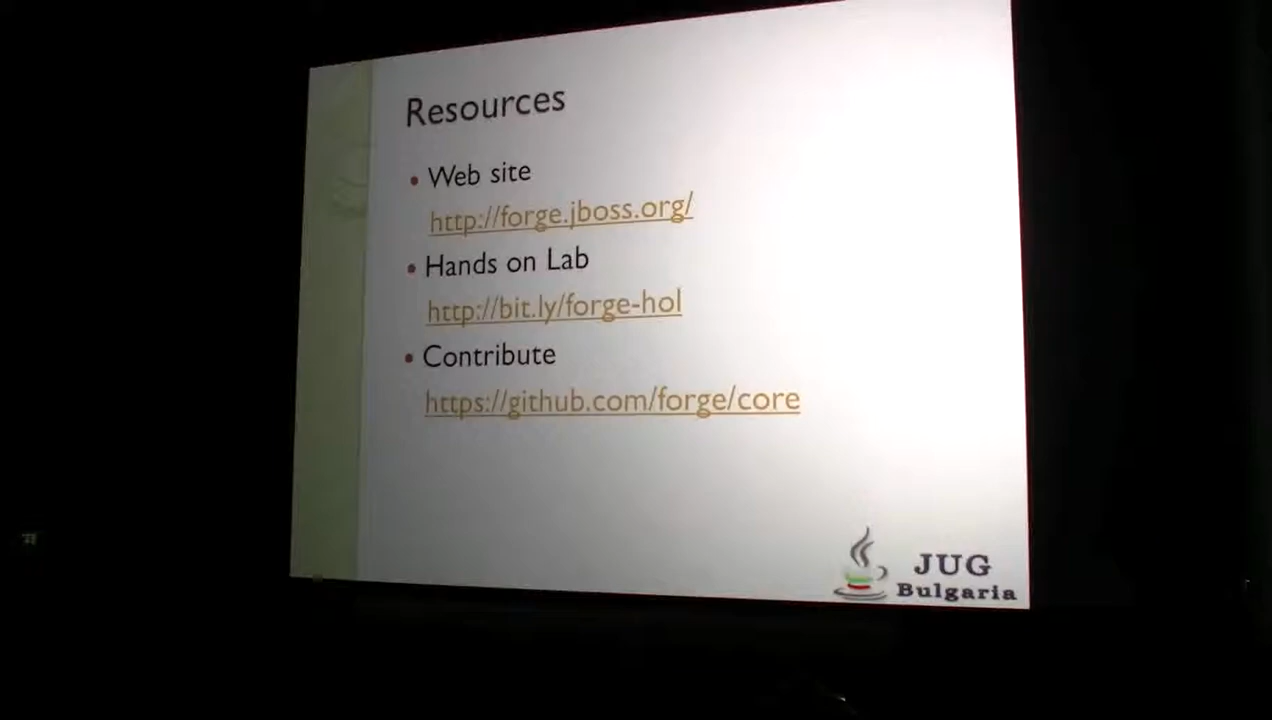 Resources
• Web site
http://forge.jboss.org/
• Hands on Lab
http://bit.ly/forge-hol
• Contribute
https://github.com/forge/core
JUG
Bulgaria